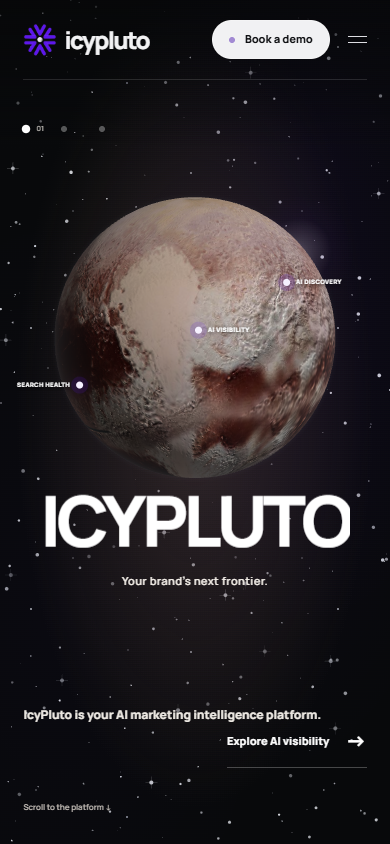 icypluto
Book a demo
01
AI DISCOVERY
AI VISIBILITY
SEARCH HEALTH
ICYPLUTO
Your brand's next frontier.
IcyPluto is your AI marketing intelligence platform.
Explore AI visibility →
Scroll to the platform ↓